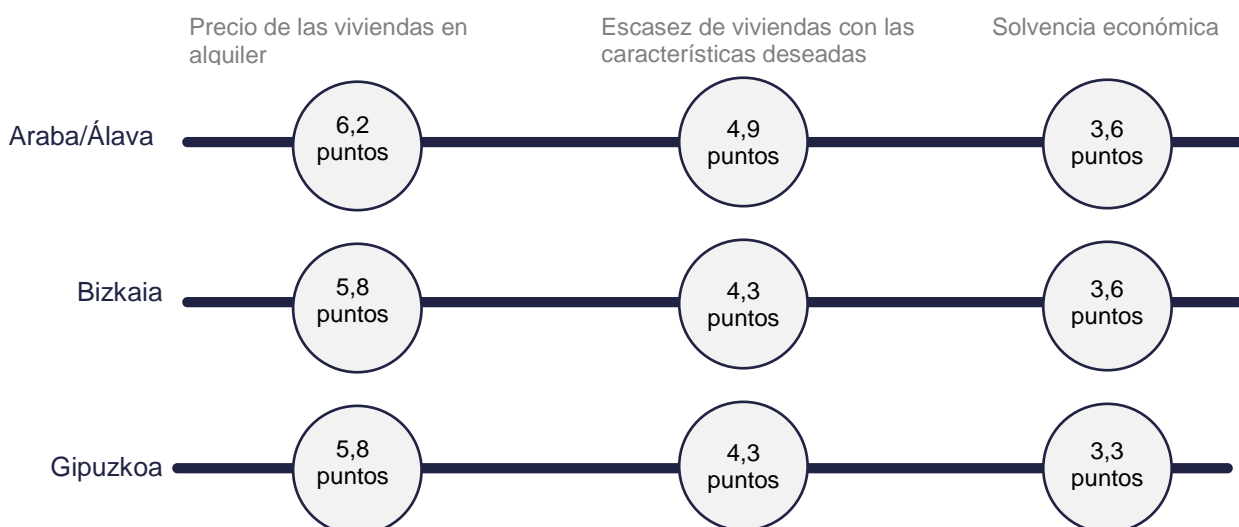 Precio de las viviendas en
alquiler
Escasez de viviendas con las
características deseadas
Solvencia económica
Araba/Álava
6,2
puntos
4,9
puntos
3,6
puntos
Bizkaia
5,8
puntos
4,3
puntos
3,6
puntos
Gipuzkoa
5,8
puntos
4,3
puntos
3,3
puntos